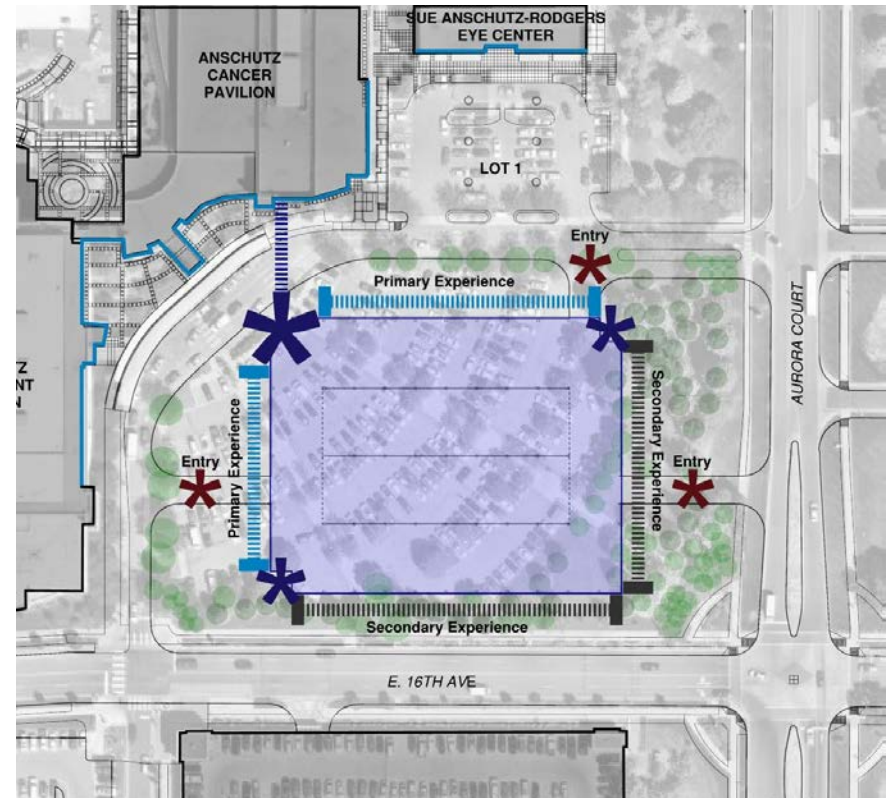 SUE ANSCHUTZ-RODGERS
EYE CENTER
ANSCHUTZ
CANCER
PAVILION
LOT 1
Entry
Primary Experience
AURORA COURT
Secondary Experience
Entry
Primary Experience
Entry
Secondary Experience
E. 16TH AVE